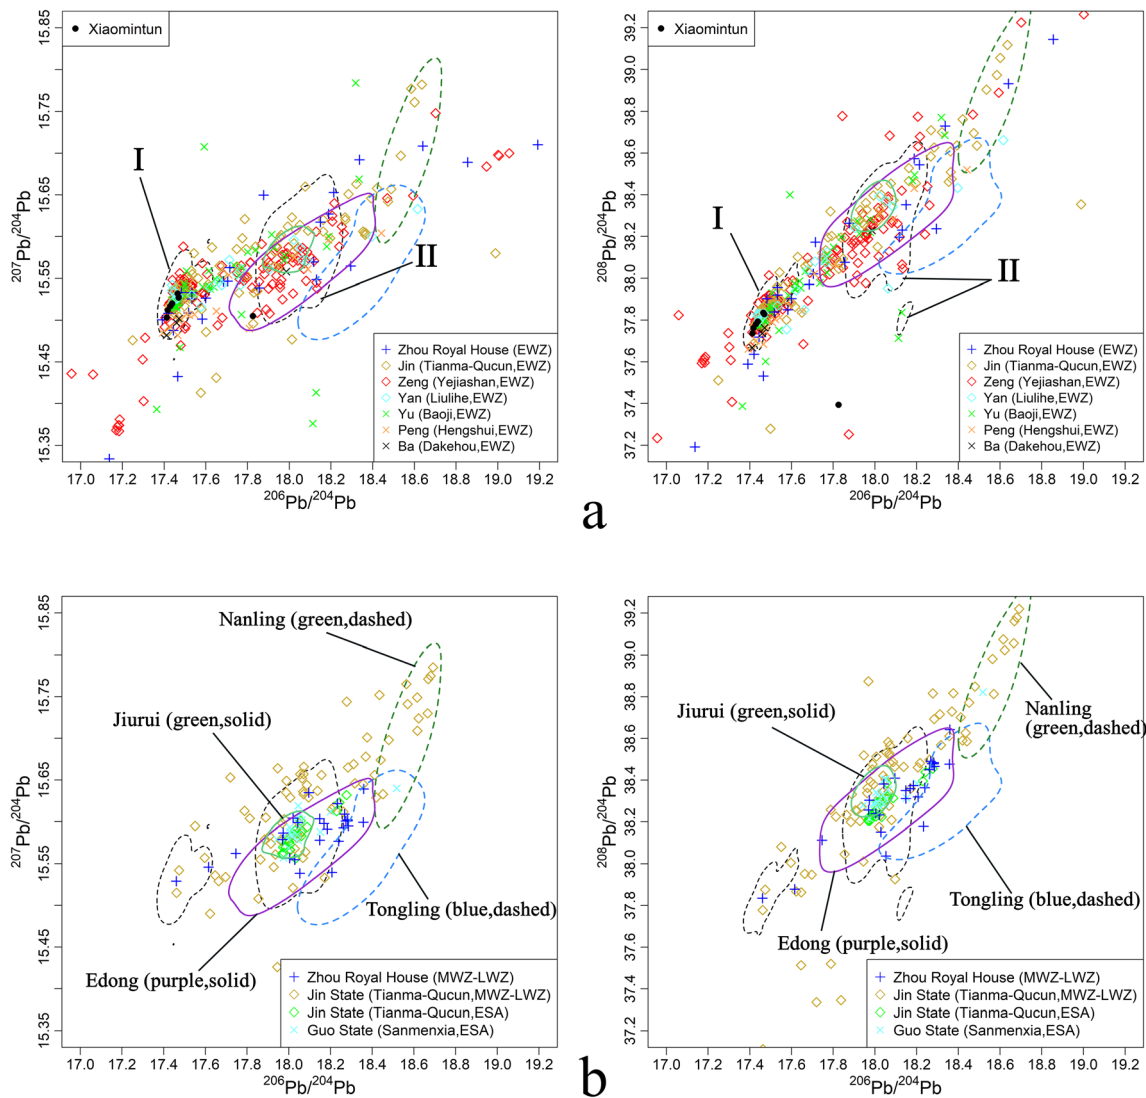 Xiaomintun
I
II
15.85
15.75
15.65
15.55
15.45
15.35
207Pb/204Pb
Zhou Royal House (EWZ)
Jin (Tianma-Qucun,EWZ)
Zeng (Yejiashan,EWZ)
Yan (Liulihe,EWZ)
Yu (Baoji,EWZ)
Peng (Hengshui,EWZ)
Ba (Dakehou,EWZ)
17.0 17.2 17.4 17.6 17.8 18.0 18.2 18.4 18.6 18.8 19.0 19.2
206Pb/204Pb
Xiaomintun
I
II
39.2
39.0
38.8
38.6
38.4
38.2
38.0
37.8
37.6
37.4
37.2
208Pb/204Pb
Zhou Royal House (EWZ)
Jin (Tianma-Qucun,EWZ)
Zeng (Yejiashan,EWZ)
Yan (Liulihe,EWZ)
Yu (Baoji,EWZ)
Peng (Hengshui,EWZ)
Ba (Dakehou,EWZ)
17.0 17.2 17.4 17.6 17.8 18.0 18.2 18.4 18.6 18.8 19.0 19.2
206Pb/204Pb
a
Nanling (green,dashed)
Jiurui (green,solid)
Tongling (blue,dashed)
Edong (purple,solid)
15.85
15.75
15.65
15.55
15.45
15.35
207Pb/204Pb
Zhou Royal House (MWZ-LWZ)
Jin State (Tianma-Qucun,MWZ-LWZ)
Jin State (Tianma-Qucun,ESA)
Guo State (Sanmenxia,ESA)
17.0 17.2 17.4 17.6 17.8 18.0 18.2 18.4 18.6 18.8 19.0 19.2
206Pb/204Pb
Jiurui (green,solid)
Nanling
(green,dashed)
Tongling (blue,dashed)
Edong (purple,solid)
39.2
39.0
38.8
38.6
38.4
38.2
38.0
37.8
37.6
37.4
37.2
208Pb/204Pb
Zhou Royal House (MWZ-LWZ)
Jin State (Tianma-Qucun,MWZ-LWZ)
Jin State (Tianma-Qucun,ESA)
Guo State (Sanmenxia,ESA)
17.0 17.2 17.4 17.6 17.8 18.0 18.2 18.4 18.6 18.8 19.0 19.2
206Pb/204Pb
b